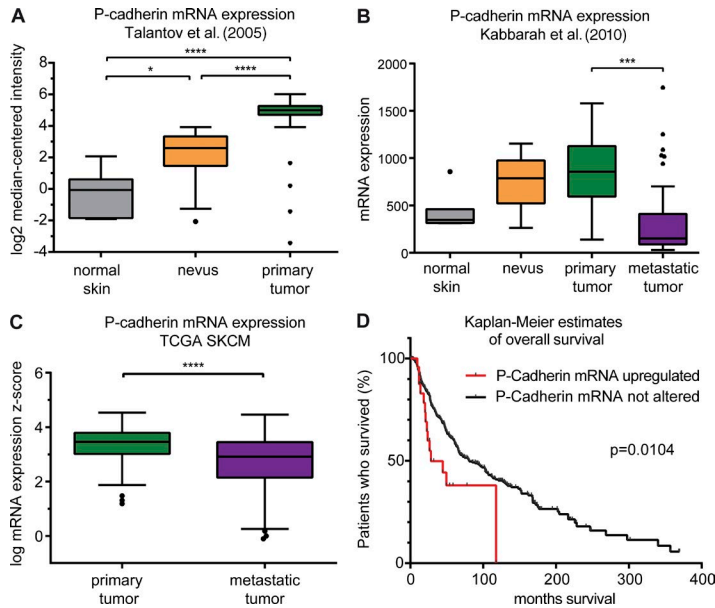 A
P-cadherin mRNA expression
Talantov et al. (2005)
****
* ****
log2 median-centered intensity
8
6
4
2
0
-2
-4
normal skin
nevus
primary tumor
B
P-cadherin mRNA expression
Kabbarah et al. (2010)
***
mRNA expression
2000
1500
1000
500
0
normal skin
nevus
primary tumor
metastatic tumor
C
P-cadherin mRNA expression
TCGA SKCM
****
log mRNA expression z-score
6
4
2
0
primary tumor
metastatic tumor
D
Kaplan-Meier estimates
of overall survival
P-Cadherin mRNA upregulated
P-Cadherin mRNA not altered
p=0.0104
Patients who survived (%)
100
50
0
0 100 200 300 400
months survival